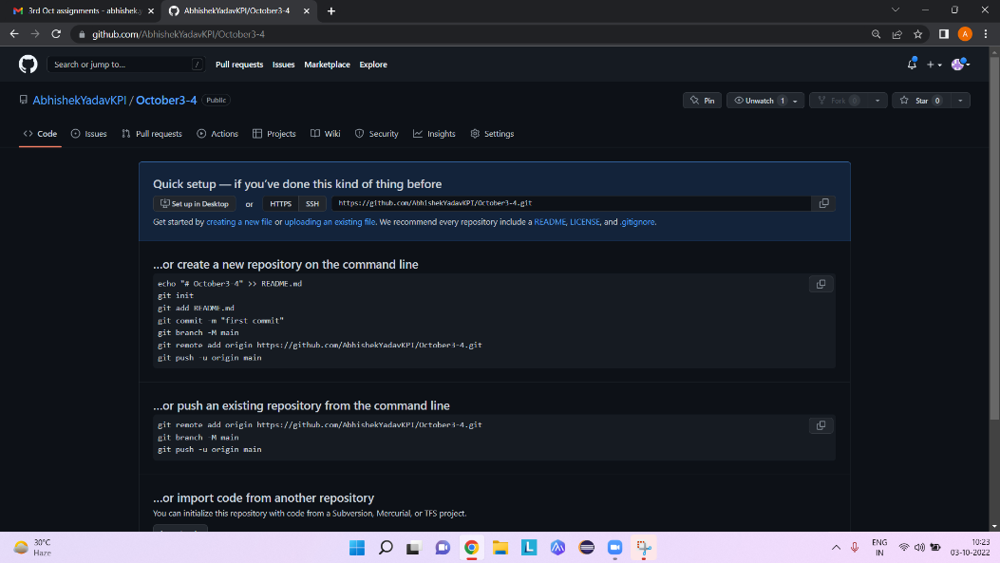 3rd Oct assignments - abhishek.y
AbhishekYadavKPI/October3-4
github.com/AbhishekYadavKPI/October3-4
A
Search or jump to...
/
Pull requests
Issues
Marketplace
Explore
AbhishekYadavKPI / October3-4
Public
Pin
Unwatch 1
Fork 0
Star 0
Code
Issues
Pull requests
Actions
Projects
Wiki
Security
Insights
Settings
Quick setup — if you've done this kind of thing before
Set up in Desktop or HTTPS SSH https://github.com/AbhishekYadavKPI/October3-4.git
Get started by creating a new file or uploading an existing file. We recommend every repository include a README, LICENSE, and .gitignore.
...or create a new repository on the command line
echo "# October3-4" >> README.md
git init
git add README.md
git commit -m "first commit"
git branch -M main
git remote add origin https://github.com/AbhishekYadavKPI/October3-4.git
git push -u origin main
...or push an existing repository from the command line
git remote add origin https://github.com/AbhishekYadavKPI/October3-4.git
git branch -M main
git push -u origin main
...or import code from another repository
You can initialize this repository with code from a Subversion, Mercurial, or TFS project.
30°C
Haze
L
ENG
IN
10:23
03-10-2022